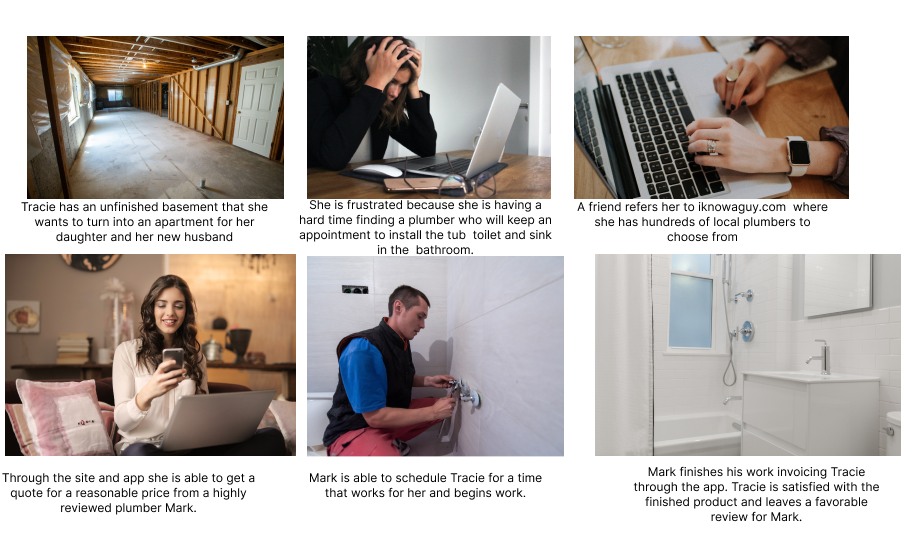 Tracie has an unfinished basement that she
wants to turn into an apartment for her
daughter and her new husband
She is frustrated because she is having a
hard time finding a plumber who will keep an
appointment to install the tub  toilet and sink
in the  bathroom.
A friend refers her to iknowaguy.com  where
she has hundreds of local plumbers to
choose from
Through the site and app she is able to get a
quote for a reasonable price from a highly
reviewed plumber Mark.
Mark is able to schedule Tracie for a time
that works for her and begins work.
Mark finishes his work invoicing Tracie
through the app. Tracie is satisfied with the
finished product and leaves a favorable
review for Mark.